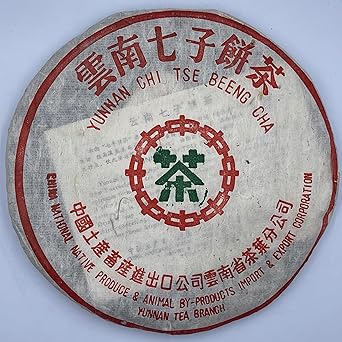 雲南七子餅茶
YUNNAN CHI TSE BEENG CHA
茶
中國土産畜産進出口公司雲南省茶葉分公司
CHINA NATIONAL NATIVE PRODUCE & ANIMAL BY-PRODUCTS IMPORT & EXPORT CORPORATION
YUNNAN TEA BRANCH